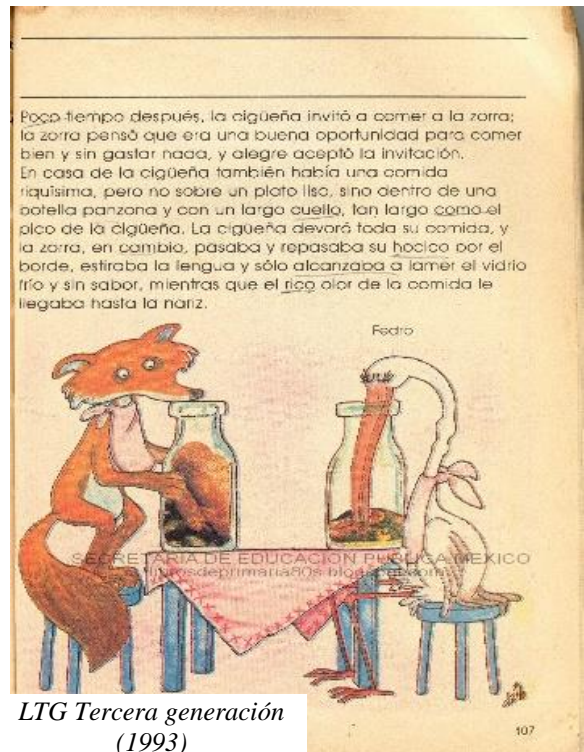 Poco tiempo después, la cigüeña invitó a comer a la zorra;
la zorra pensó que era una buena oportunidad para comer
bien y sin gastar nada, y alegre aceptó la invitación.
En casa de la cigüeña también había una comida
riquísima, pero no sobre un plato liso, sino dentro de una
botella panzona y con un largo cuello, tan largo como el
pico de la cigüeña. La cigüeña devoró toda su comida, y
la zorra, en cambio, pasaba y repasaba su hocico por el
borde, estiraba la lengua y sólo alcanzaba a lamer el vidrio
frío y sin sabor, mientras que el rico olor de la comida le
llegaba hasta la nariz.
Fedro
SECRETARIA DE EDUCACION PUBLICA MEXICO
librosdeprimaria80s.blogspot.com
LTG Tercera generación
(1993)
107